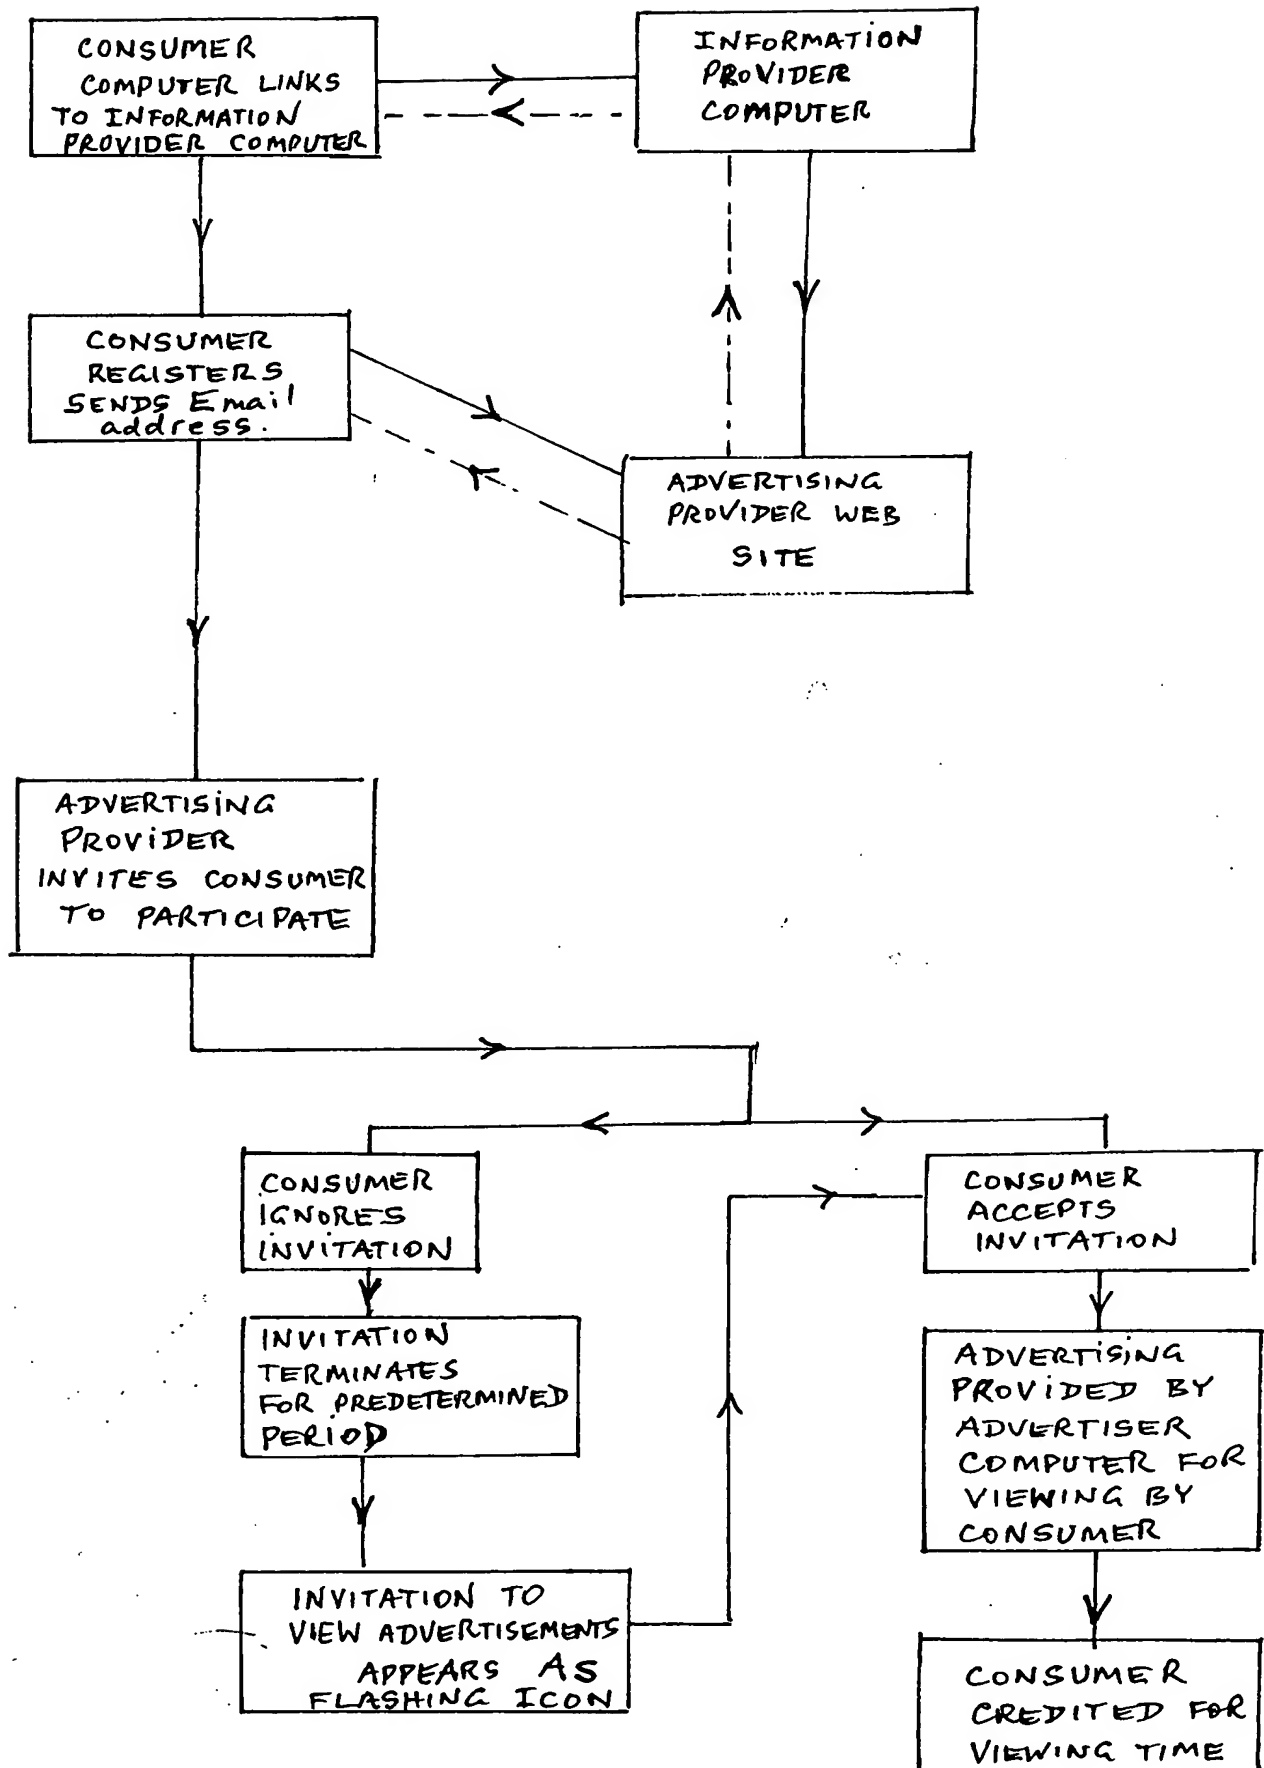 CONSUMER
COMPUTER LINKS
TO INFORMATION
PROVIDER COMPUTER
INFORMATION
PROVIDER
COMPUTER
CONSUMER
REGISTERS
SENDS Email
address.
ADVERTISING
PROVIDER WEB
SITE
ADVERTISING
PROVIDER
INVITES CONSUMER
TO PARTICIPATE
CONSUMER
IGNORES
INVITATION
INVITATION
TERMINATES
FOR PREDETERMINED
PERIOD
INVITATION TO
VIEW ADVERTISEMENTS
APPEARS AS
FLASHING ICON
CONSUMER
ACCEPTS
INVITATION
ADVERTISING
PROVIDED BY
ADVERTISER
COMPUTER FOR
VIEWING BY
CONSUMER
CONSUMER
CREDITED FOR
VIEWING TIME